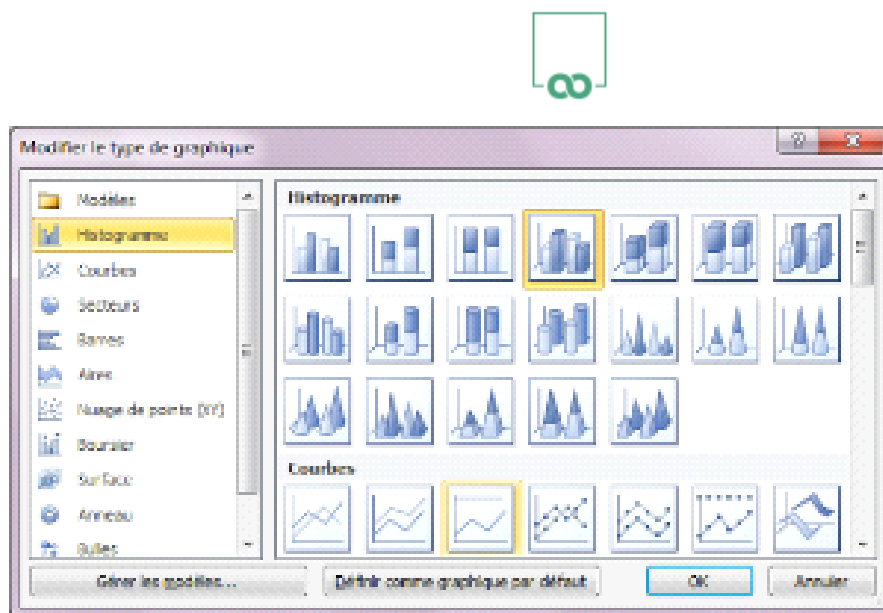 Modifier le type de graphique
Modèles
Histogramme
Courbes
Secteurs
Barres
Aires
Nuage de points (XY)
Boursier
Surface
Anneau
Bulles
Histogramme
Courbes
Gérer les modèles...
Définir comme graphique par défaut
OK
Annuler